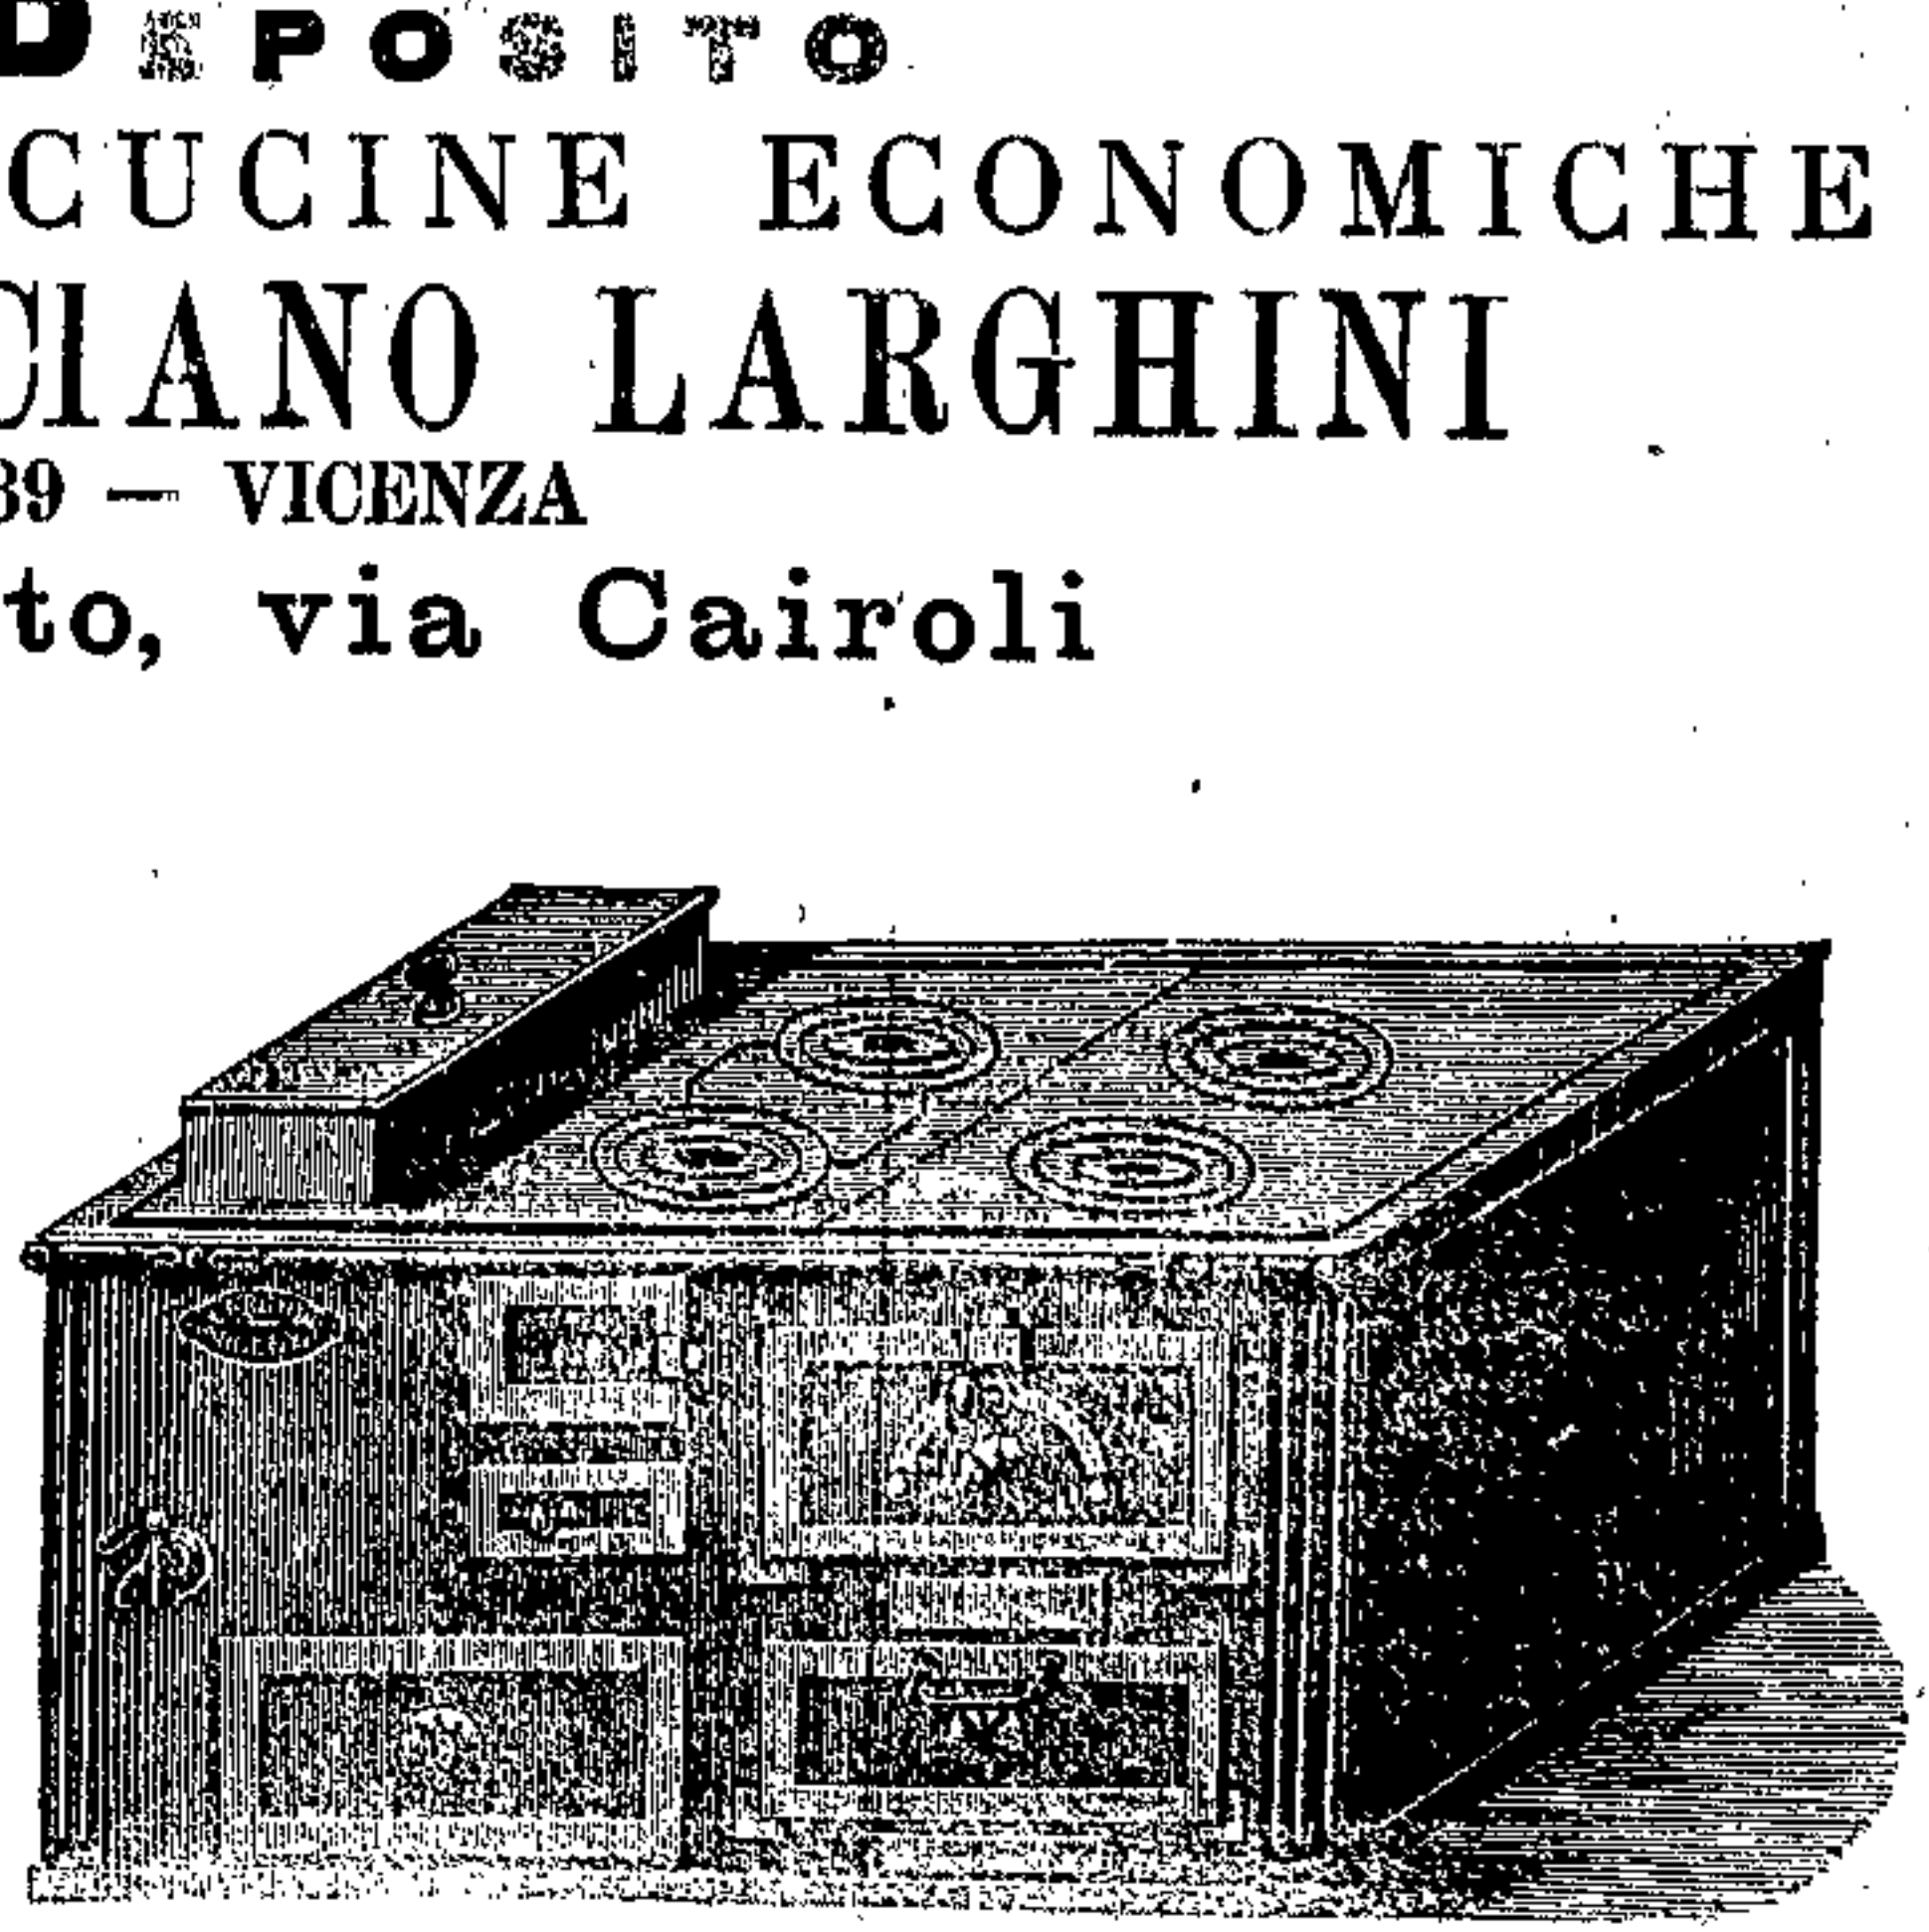 DEPOSITO
CUCINE ECONOMICHE
CIANO LARGHINI
39 — VICENZA
to, via Cairoli